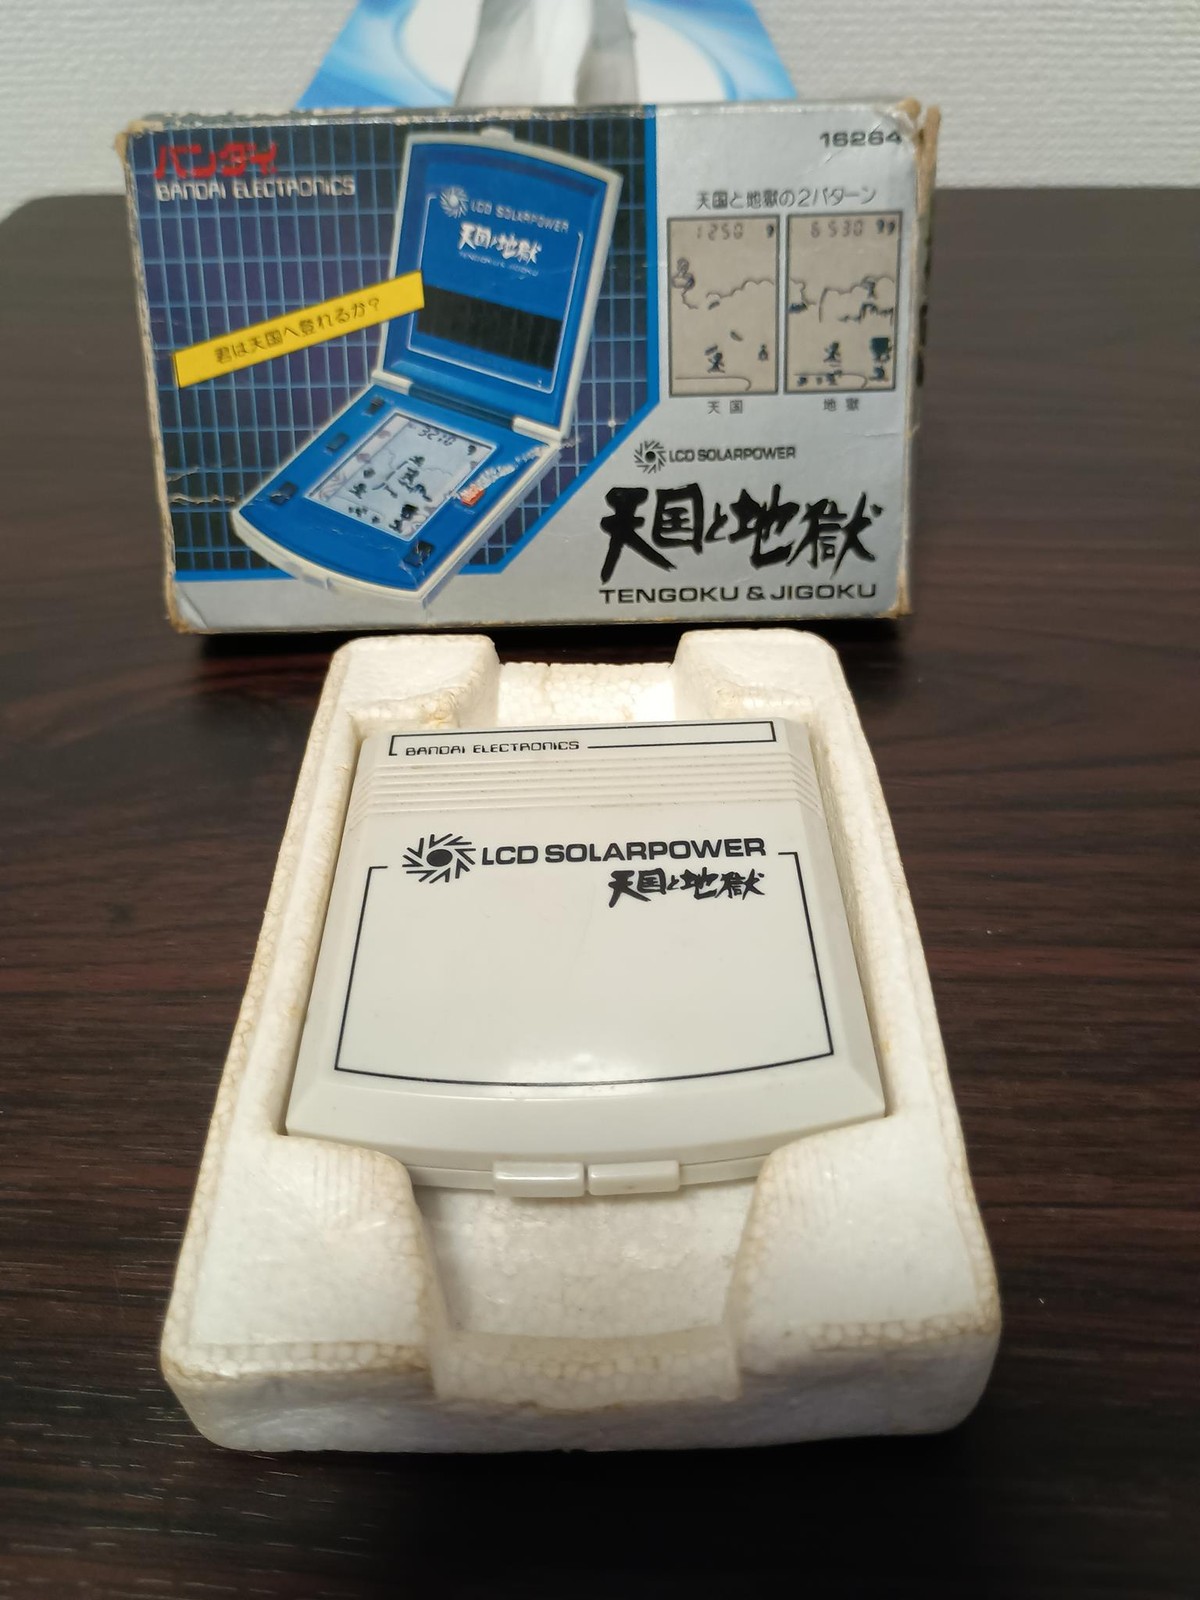 バンダイ
BANDAI ELECTRONICS
16264
LCD SOLARPOWER
天国と地獄
TENGOKU & JIGOKU
君は天国へ登れるか?
3210
天国と地獄の2パターン
1250
6530
天国
地獄
LCD SOLARPOWER
天国と地獄
TENGOKU & JIGOKU
BANDAI ELECTRONICS
LCD SOLARPOWER
天国と地獄